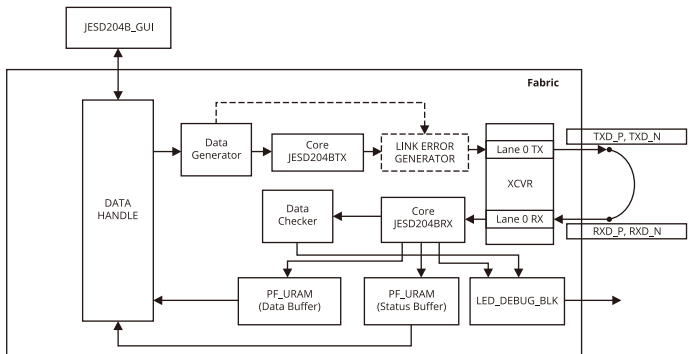 JESD204B_GUI
Fabric
DATA
HANDLE
Data
Generator
Core
JESD204BTX
LINK ERROR
GENERATOR
Lane 0 TX
TXD_P, TXD_N
XCVR
Data
Checker
Core
JESD204BRX
Lane 0 RX
RXD_P, RXD_N
PF_URAM
(Data Buffer)
PF_URAM
(Status Buffer)
LED_DEBUG_BLK